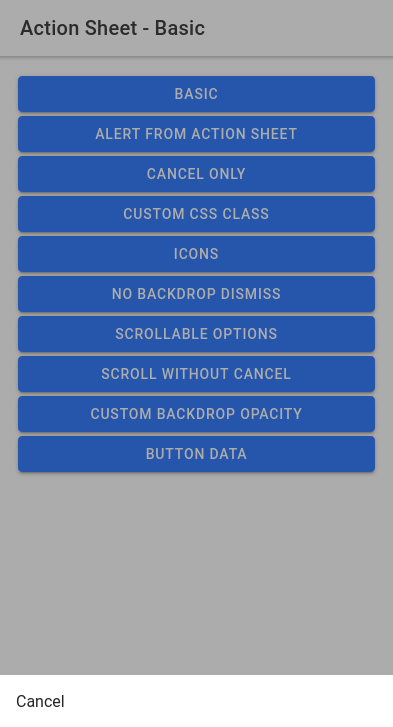 Action Sheet - Basic
BASIC
ALERT FROM ACTION SHEET
CANCEL ONLY
CUSTOM CSS CLASS
ICONS
NO BACKDROP DISMISS
SCROLLABLE OPTIONS
SCROLL WITHOUT CANCEL
CUSTOM BACKDROP OPACITY
BUTTON DATA
Cancel